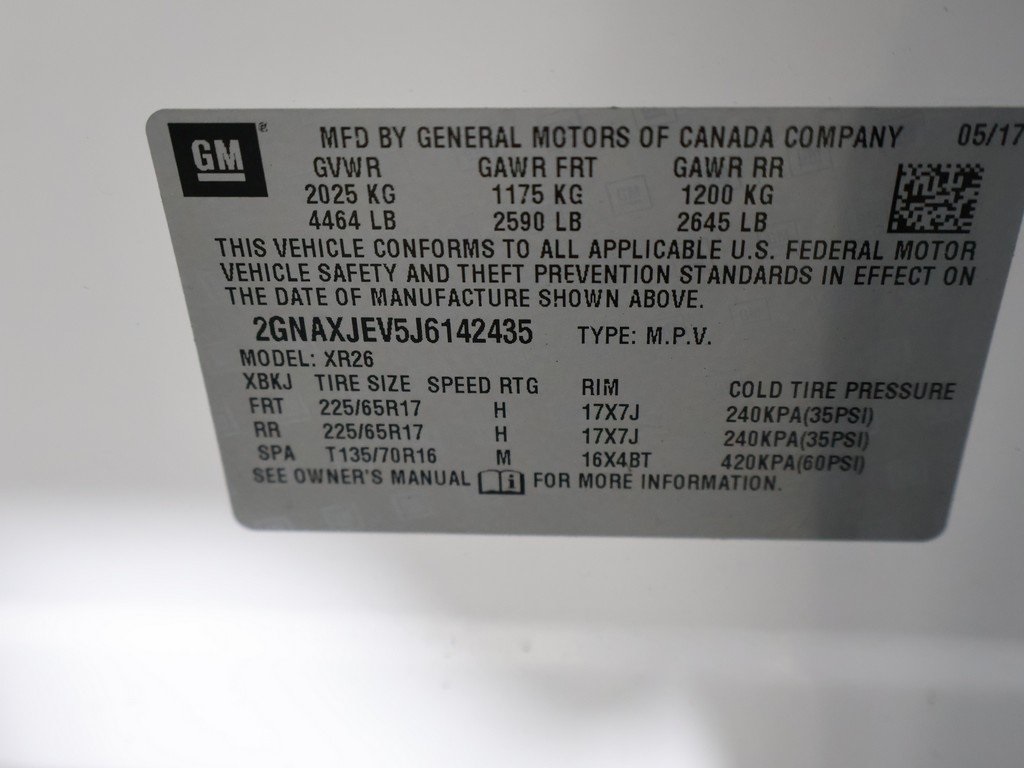 GM
MFD BY GENERAL MOTORS OF CANADA COMPANY 05/17
GVWR GAWR FRT GAWR RR
2025 KG 1175 KG 1200 KG
4464 LB 2590 LB 2645 LB
THIS VEHICLE CONFORMS TO ALL APPLICABLE U.S. FEDERAL MOTOR
VEHICLE SAFETY AND THEFT PREVENTION STANDARDS IN EFFECT ON
THE DATE OF MANUFACTURE SHOWN ABOVE.
2GNAXJEV5J6142435 TYPE: M.P.V.
MODEL: XR26
XBKJ TIRE SIZE SPEED RTG RIM COLD TIRE PRESSURE
FRT 225/65R17 H 17X7J 240KPA(35PSI)
RR 225/65R17 H 17X7J 240KPA(35PSI)
SPA T135/70R16 M 16X4BT 420KPA(60PSI)
SEE OWNER'S MANUAL i FOR MORE INFORMATION.